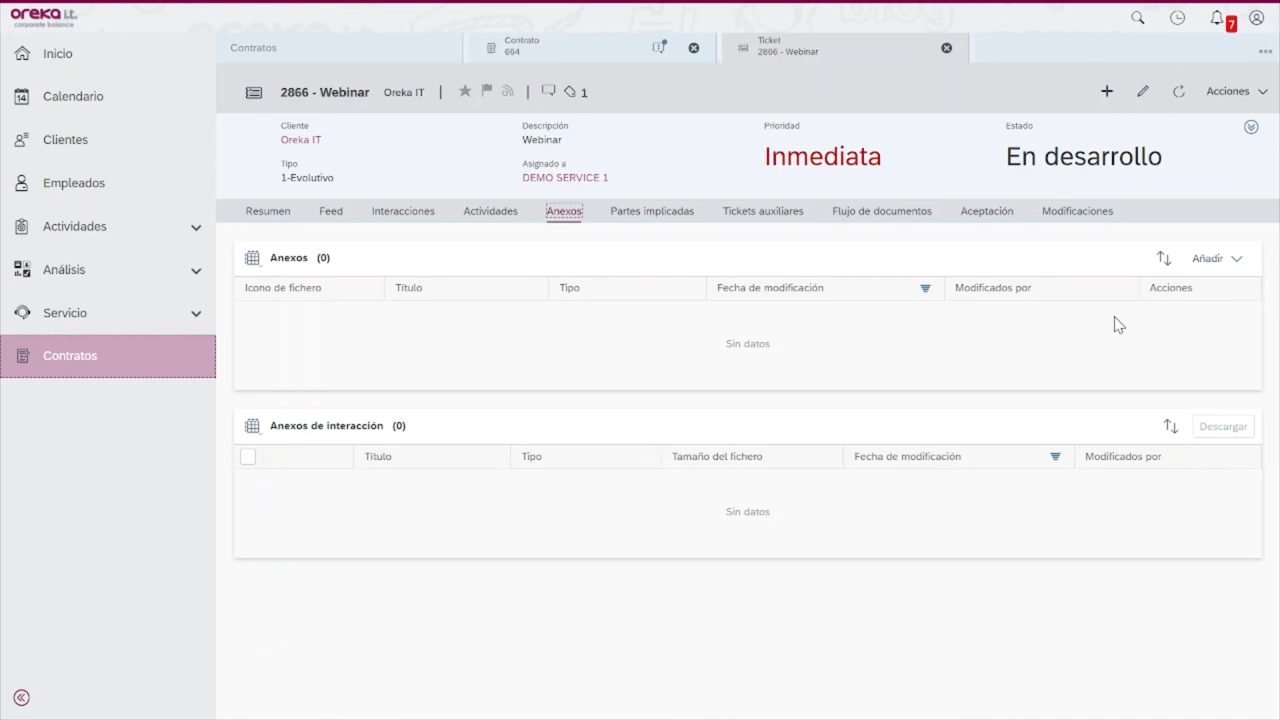 oreka i.t.
corporate balance
7
Inicio
14
Calendario
Clientes
Empleados
Actividades
Análisis
Servicio
Contratos
Contratos
Contrato
664
Ticket
2866 - Webinar
2866 - Webinar
Oreka IT
1
Acciones
Cliente
Oreka IT
Tipo
1-Evolutivo
Descripción
Webinar
Asignado a
DEMO SERVICE 1
Prioridad
Inmediata
Estado
En desarrollo
Resumen
Feed
Interacciones
Actividades
Anexos
Partes implicadas
Tickets auxiliares
Flujo de documentos
Aceptación
Modificaciones
Anexos (0)
Añadir
Icono de fichero
Título
Tipo
Fecha de modificación
Modificados por
Acciones
Sin datos
Anexos de interacción (0)
Descargar
Título
Tipo
Tamaño del fichero
Fecha de modificación
Modificados por
Sin datos